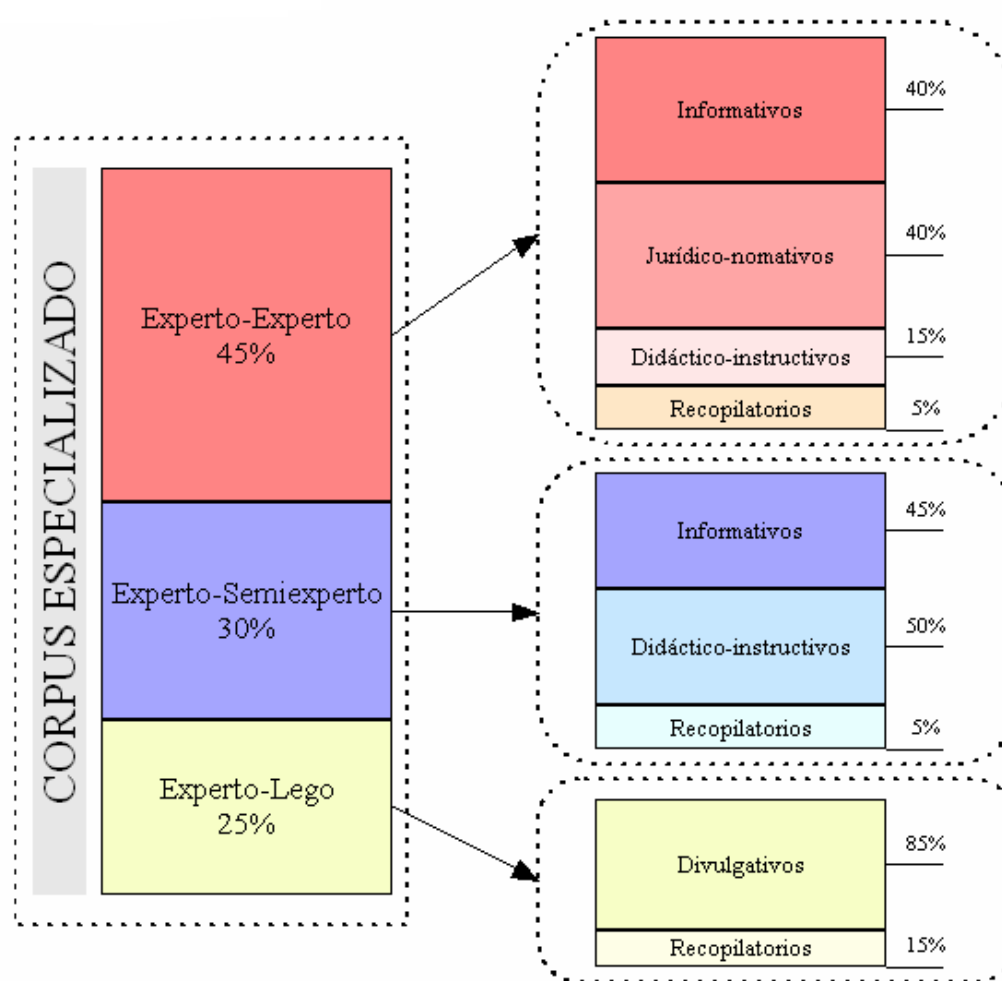 CORPUS ESPECIALIZADO
Experto-Experto
45%
Experto-Semiexperto
30%
Experto-Lego
25%
Informativos
40%
Jurídico-nomativos
40%
Didáctico-instructivos
15%
Recopilatorios
5%
Informativos
45%
Didáctico-instructivos
50%
Recopilatorios
5%
Divulgativos
85%
Recopilatorios
15%